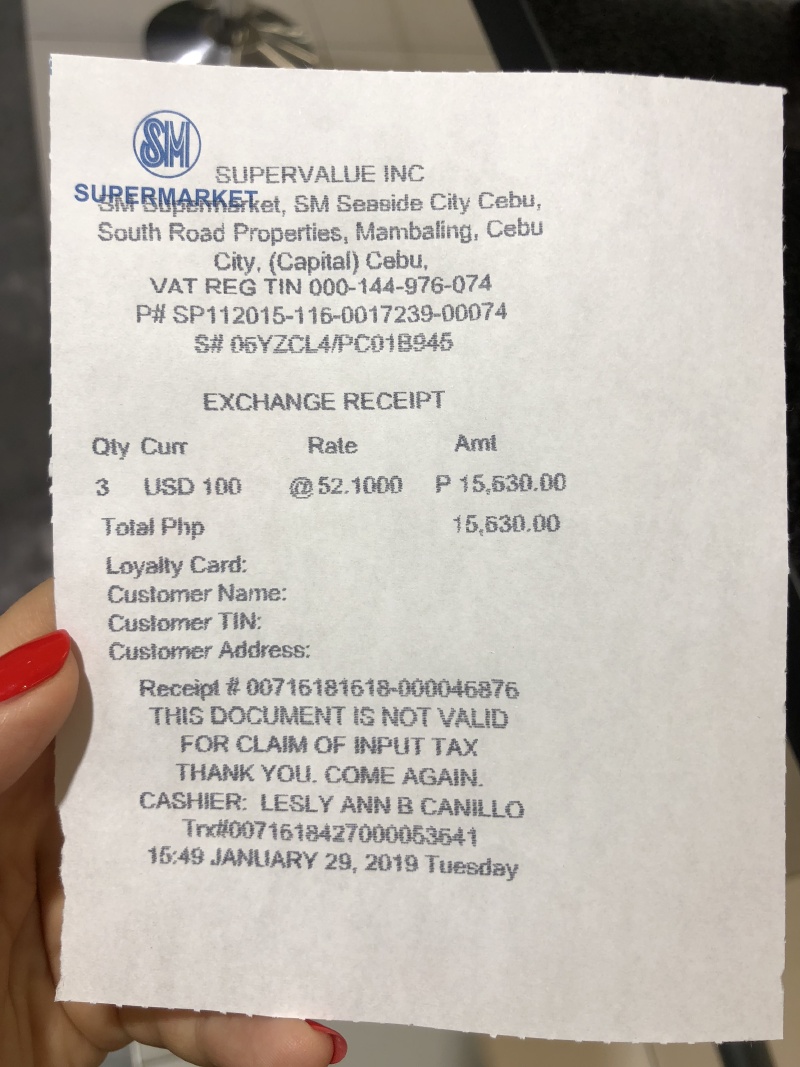 SM
SUPERMARKET
SUPERVALUE INC
SM Supermarket, SM Seaside City Cebu,
South Road Properties, Mambaling, Cebu
City, (Capital) Cebu,
VAT REG TIN 000-144-976-074
P# SP112015-116-0017239-00074
S# 06YZCL4/PC01B945
EXCHANGE RECEIPT
Qty Curr Rate Amt
3 USD 100 @52.1000 P 15,630.00
Total Php 15,630.00
Loyalty Card:
Customer Name:
Customer TIN:
Customer Address:
Receipt # 00716181618-000046876
THIS DOCUMENT IS NOT VALID
FOR CLAIM OF INPUT TAX
THANK YOU. COME AGAIN.
CASHIER: LESLY ANN B CANILLO
Trx#0071618427000053641
15:49 JANUARY 29, 2019 Tuesday